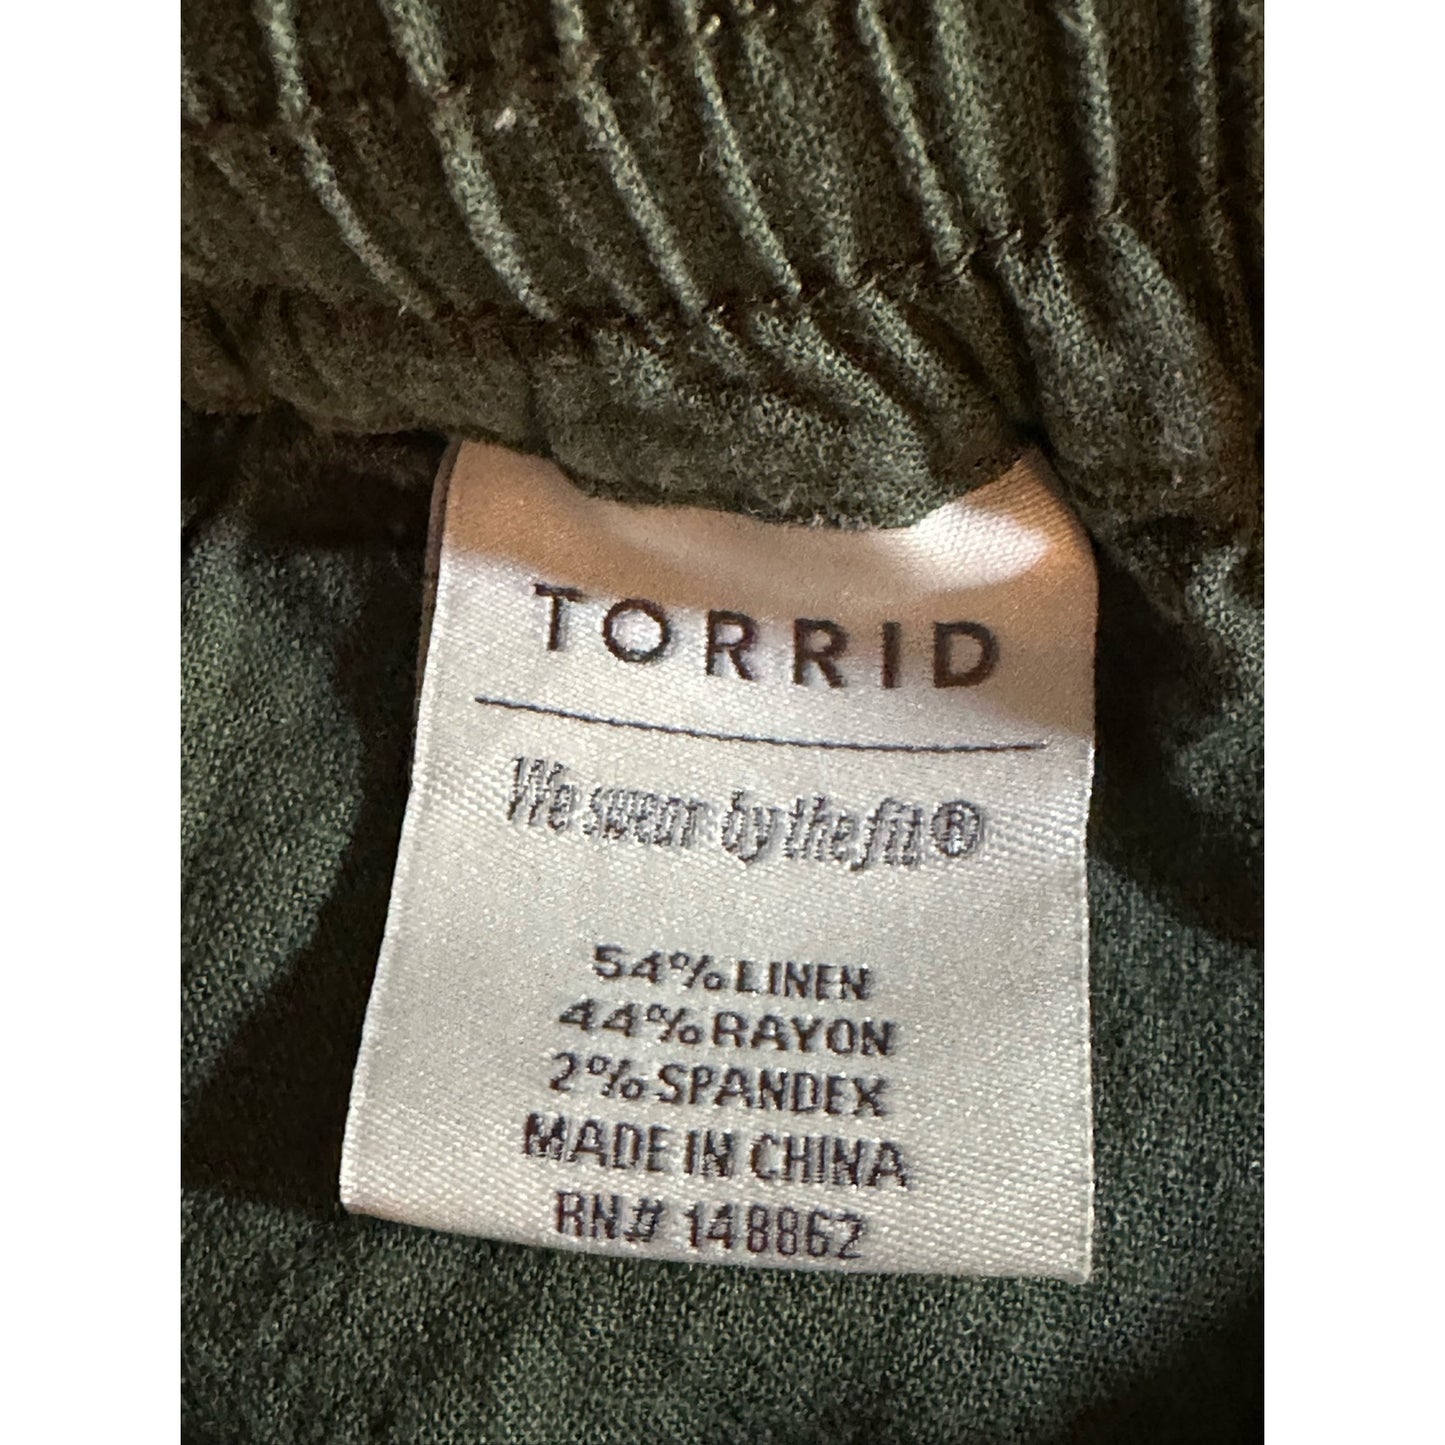 TORRID
We swear by the fit®
54% LINEN
44% RAYON
2% SPANDEX
MADE IN CHINA
RN# 148862